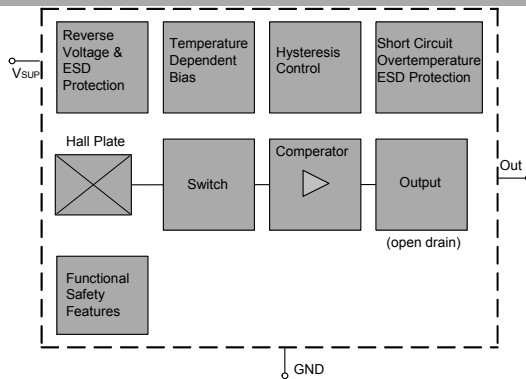 Reverse
Voltage &
ESD
Protection
Temperature
Dependent
Bias
Hysteresis
Control
Short Circuit
Overtemperature
ESD Protection
VSUP
Hall Plate
Switch
Comperator
Output
Out
(open drain)
Functional
Safety
Features
GND